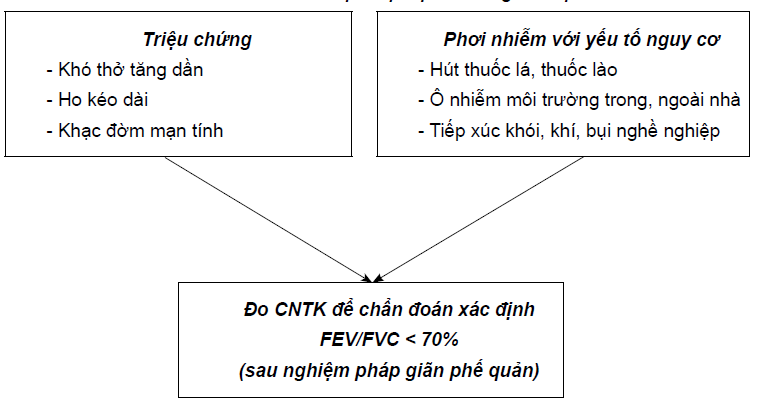 Triệu chứng
- Khó thở tăng dần
- Ho kéo dài
- Khạc đờm mạn tính
Phơi nhiễm với yếu tố nguy cơ
- Hút thuốc lá, thuốc lào
- Ô nhiễm môi trường trong, ngoài nhà
- Tiếp xúc khói, khí, bụi nghề nghiệp
Đo CNTK để chẩn đoán xác định
FEV/FVC < 70%
(sau nghiệm pháp giãn phế quản)